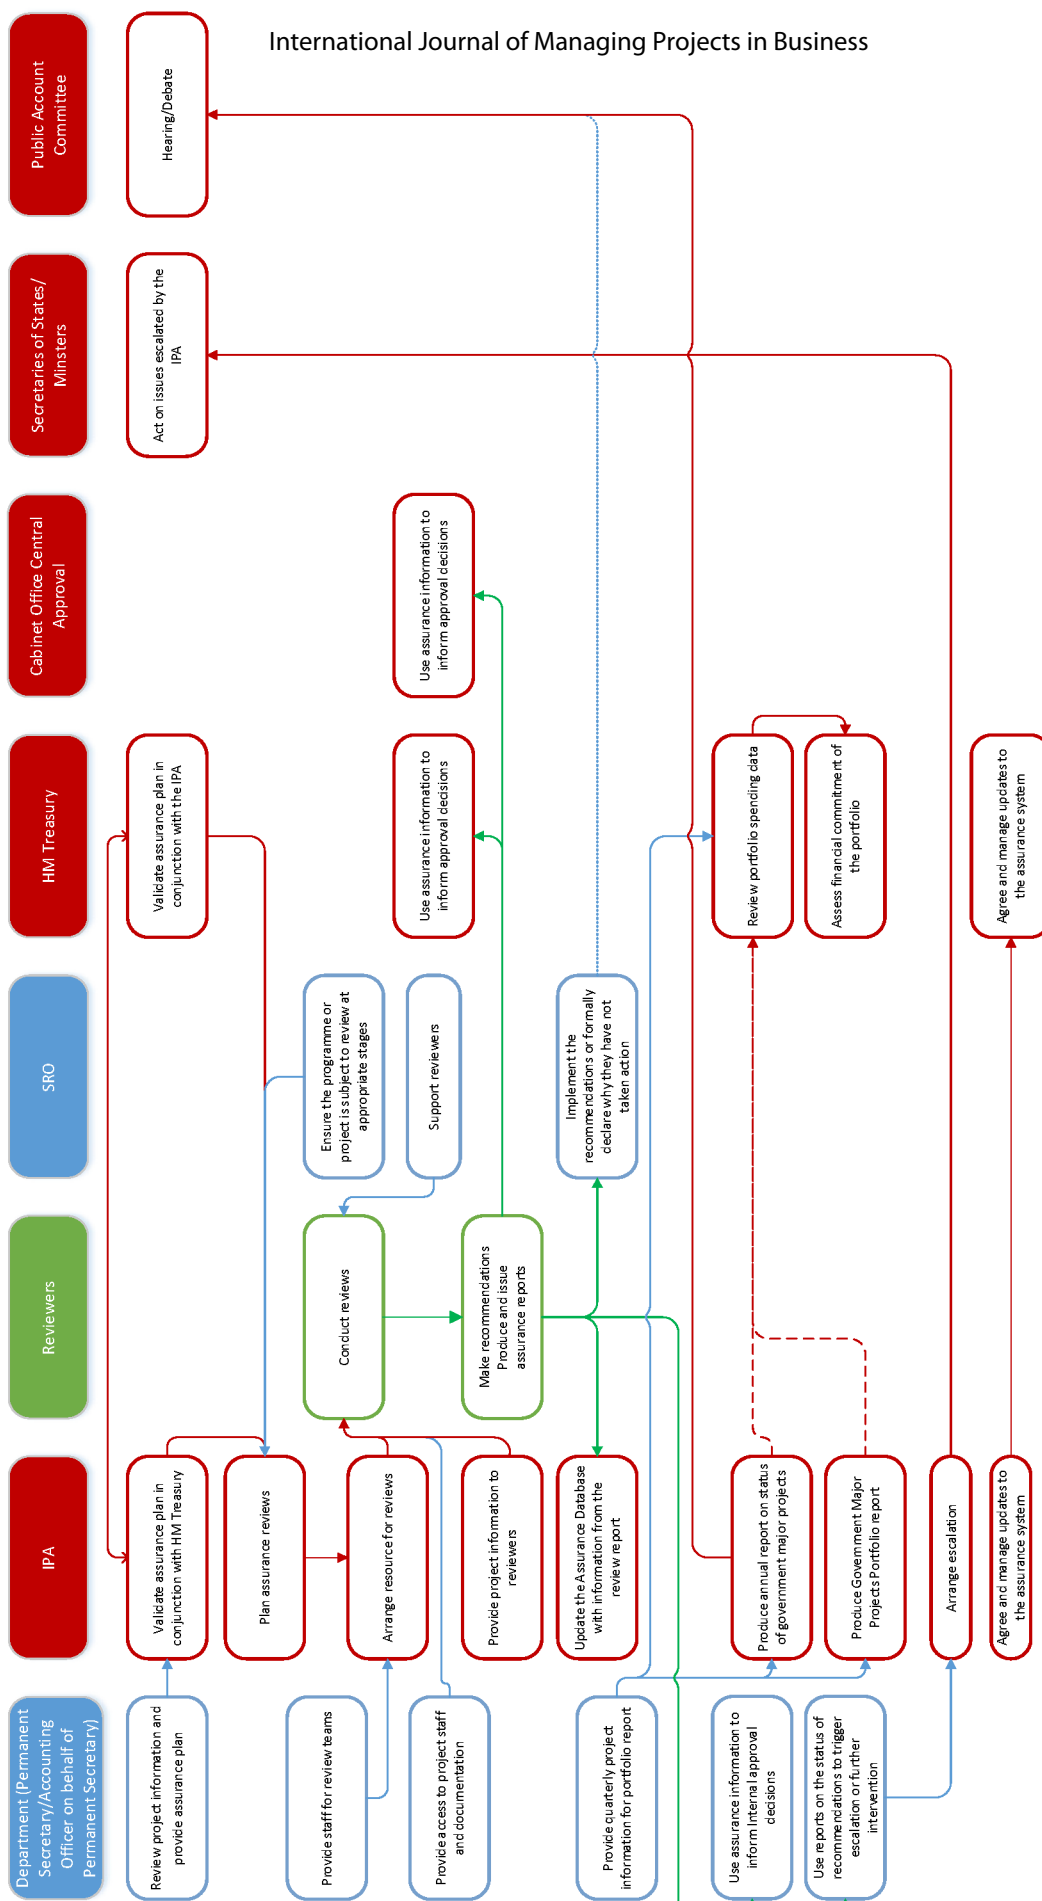 International Journal of Managing Projects in Business
Department (Permanent
Secretary/Accounting
Officer on behalf of
Permanent Secretary)
IPA
Reviewers
SRO
HM Treasury
Cabinet Office Central
Approval
Secretaries of States/
Minsters
Public Account
Committee
Review project information and
provide assurance plan
Validate assurance plan in
conjunction with HM Treasury
Validate assurance plan in
conjunction with the IPA
Act on issues escalated by the
IPA
Hearing/Debate
Plan assurance reviews
Provide staff for review teams
Arrange resource for reviews
Conduct reviews
Ensure the programme or
project is subject to review at
appropriate stages
Provide access to project staff
and documentation
Support reviewers
Provide project information to
reviewers
Make recommendations
Produce and issue
assurance reports
Use assurance information to
inform approval decisions
Use assurance information to
inform approval decisions
Update the Assurance Database
with information from the
review report
Implement the
recommendations or formally
declare why they have not
taken action
Provide quarterly project
information for portfolio report
Use assurance information to
inform Internal approval
decisions
Produce annual report on status
of government major projects
Review portfolio spending data
Use reports on the status of
recommendations to trigger
escalation or further
intervention
Produce Government Major
Projects Portfolio report
Assess financial commitment of
the portfolio
Arrange escalation
Agree and manage updates to
the assurance system
Agree and manage updates to
the assurance system